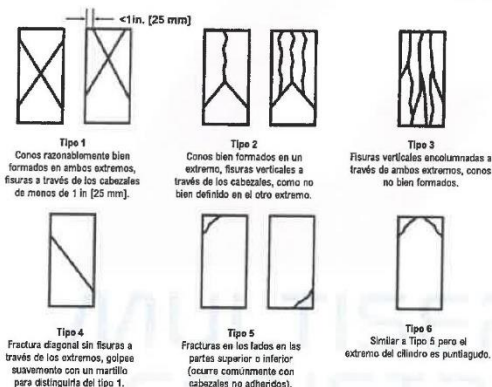 <1in. [25 mm]
Tipo 1
Conos razonablemente bien
formados en ambos extremos,
fisuras a través de los cabezales
de menos de 1 in [25 mm].
Tipo 2
Conos bien formados en un
extremo, fisuras verticales a
través de los cabezales, como no
bien definido en el otro extremo.
Tipo 3
Fisuras verticales encolumnadas a
través de ambos extremos, conos
no bien formados.
Tipo 4
Fractura diagonal sin fisuras a
través de los extremos, golpee
suavemente con un martillo
para distinguirla del tipo 1.
Tipo 5
Fracturas en los lados en las
partes superior o inferior
(ocurre comúnmente con
cabezales no adheridos).
Tipo 6
Similar a Tipo 5 pero el
extremo del cilindro es puntiagudo.